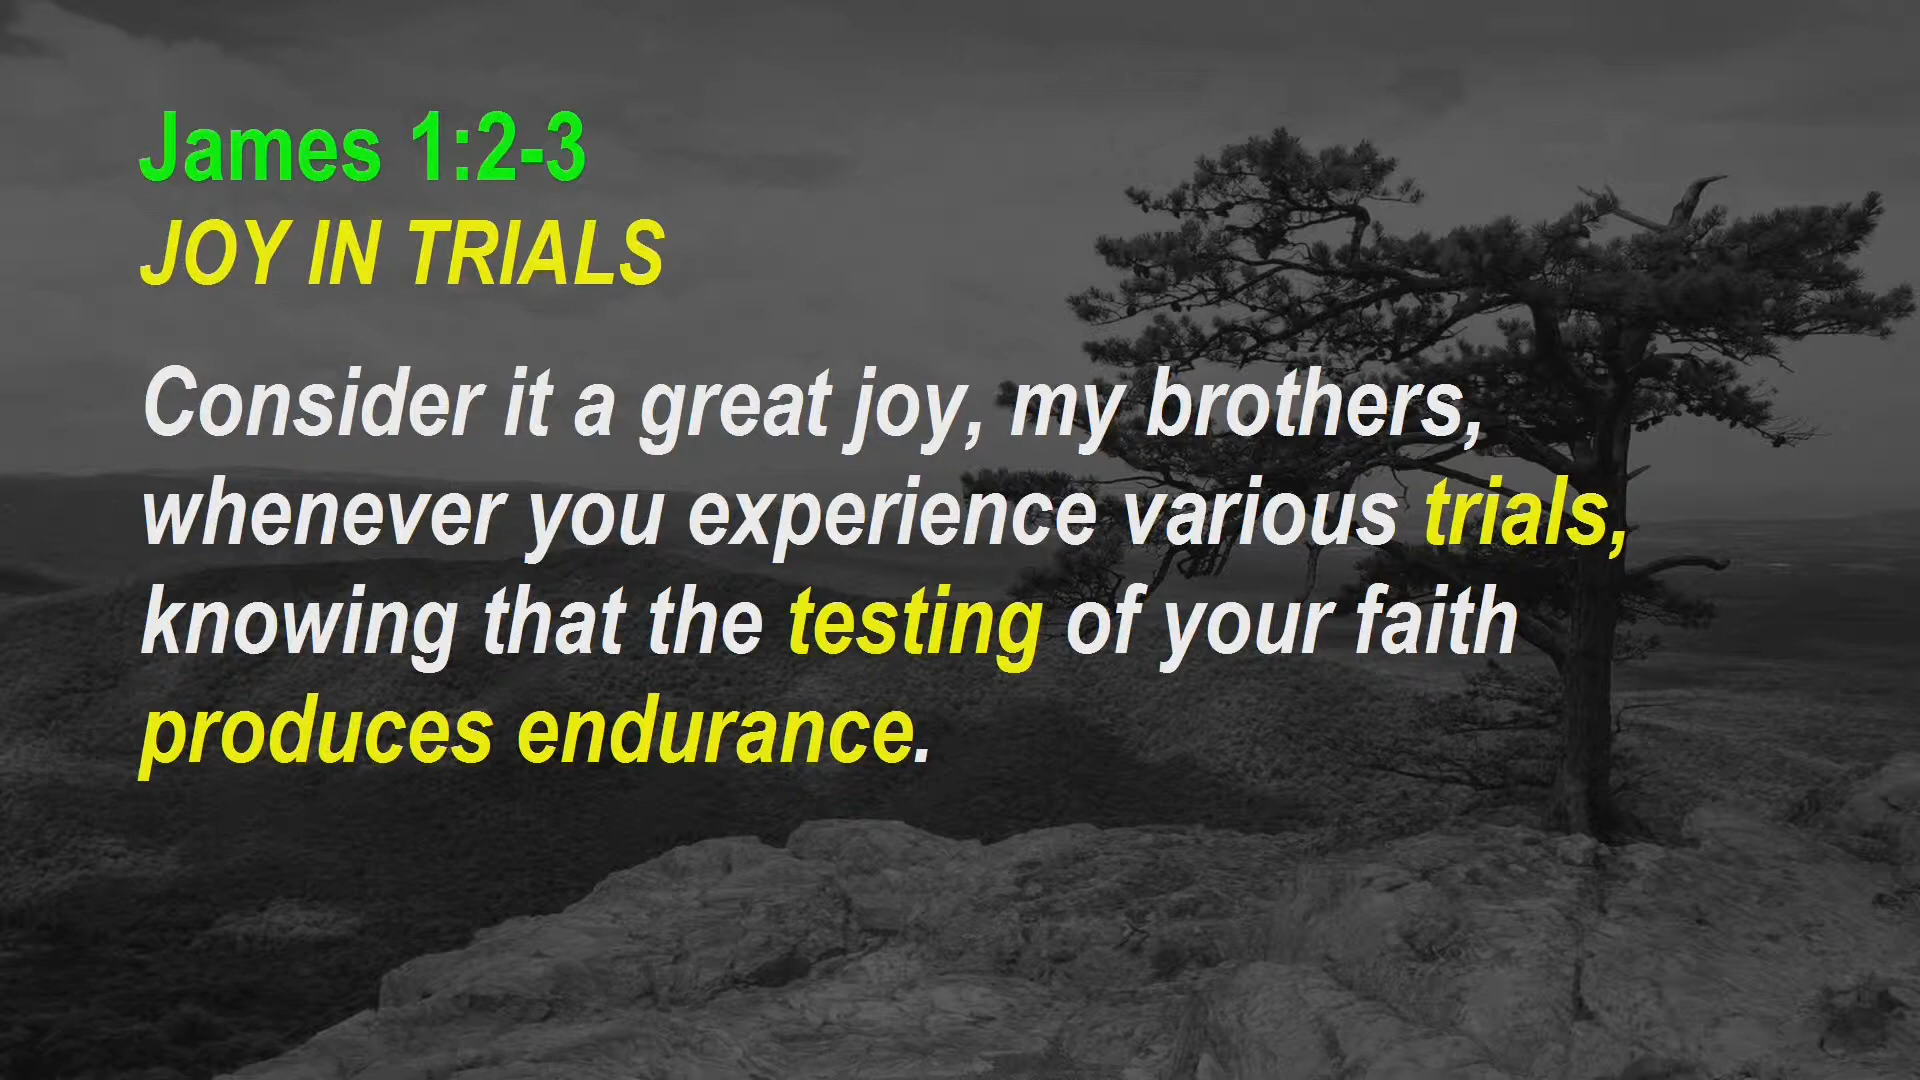 James 1:2-3
JOY IN TRIALS
Consider it a great joy, my brothers,
whenever you experience various trials,
knowing that the testing of your faith
produces endurance.